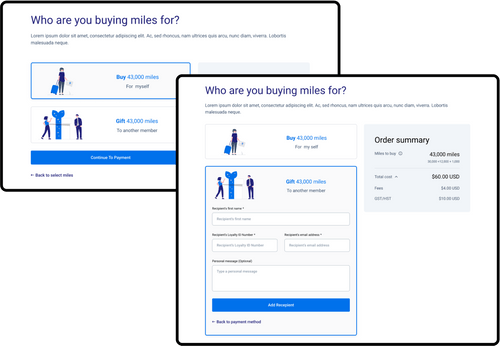 Who are you buying miles for?
Lorem ipsum dolor sit amet, consectetur adipiscing elit. Ac, sed rhoncus, nam ultrices quis arcu, nunc diam, viverra. Lobortis
malesuada nec.
Buy 43,000 miles
For myself
Gift 43,000 miles
To another member
Continue To Payment
← Back to select miles
Who are you buying miles for?
Lorem ipsum dolor sit amet, consectetur adipiscing elit. Ac, sed rhoncus, nam ultrices quis arcu, nunc diam, viverra. Lobortis
malesuada nec.
Buy 43,000 miles
For my self
Gift 43,000 miles
To another member
Recipient's first name *
Recipient's first name
Recipient's Loyalty ID Number *
Recipient's email address *
Recipient's Loyalty ID Number
Recipient's email address
Personal message (Optional)
Type a personal message
Add Recepient
← Back to payment method
Order summary
Miles to buy
43,000 miles
Total cost
$60.00 USD
Fees
$4.00 USD
GST/HST
$10.00 USD